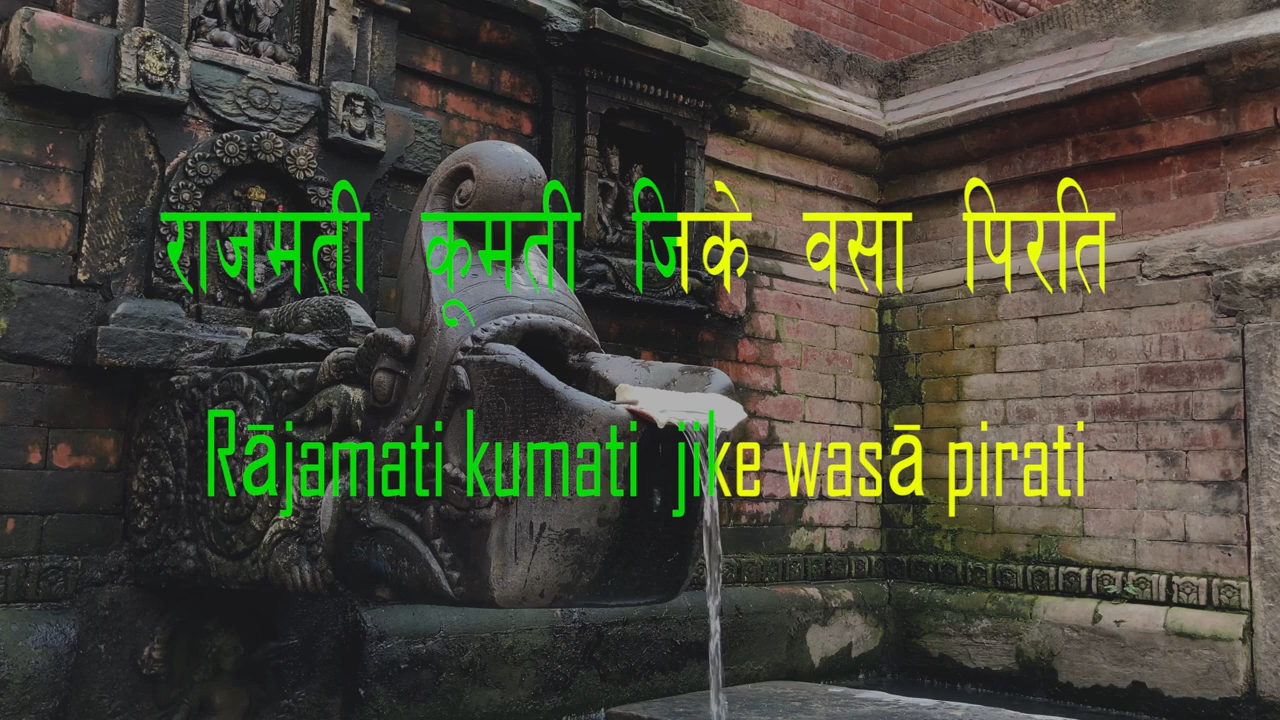 राजमती कूमती जिके वसा पिरति
Rājamati kumati jike wasā pirati